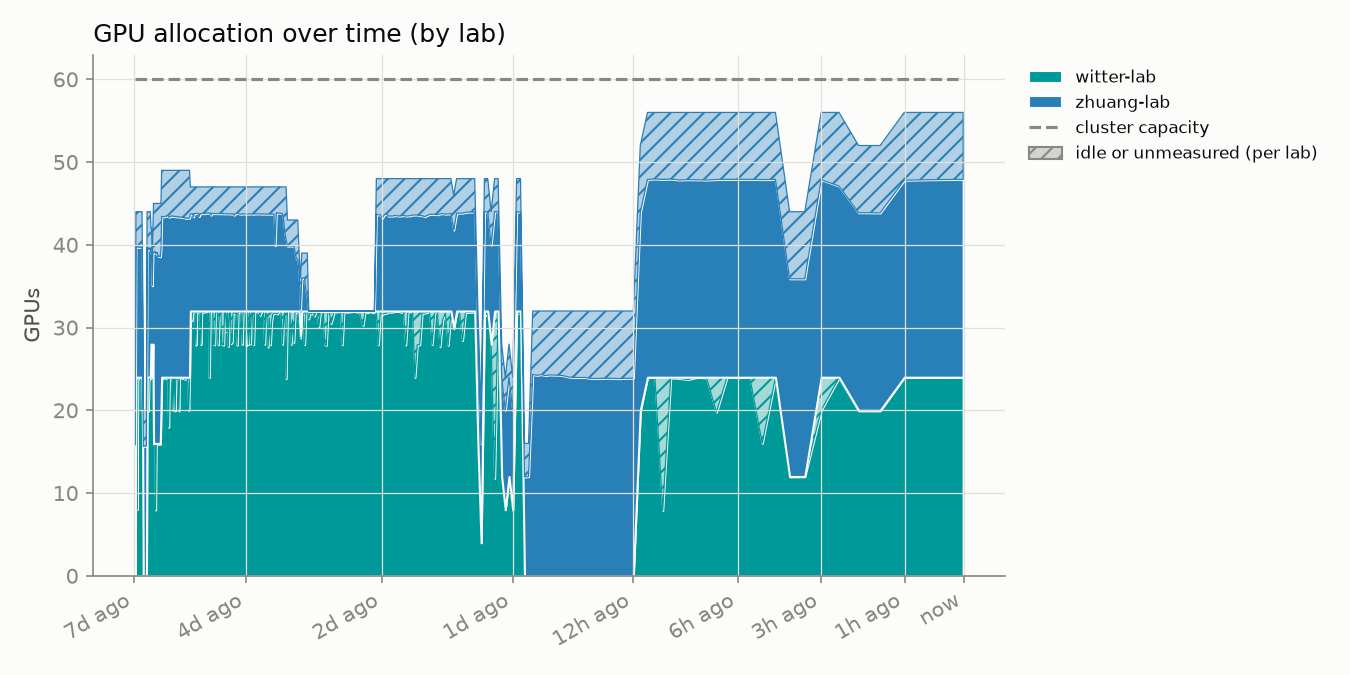 GPU allocation over time (by lab)
witter-lab
zhuang-lab
cluster capacity
idle or unmeasured (per lab)
GPUs
60
50
40
30
20
10
0
7d ago
4d ago
2d ago
1d ago
12h ago
6h ago
3h ago
1h ago
now